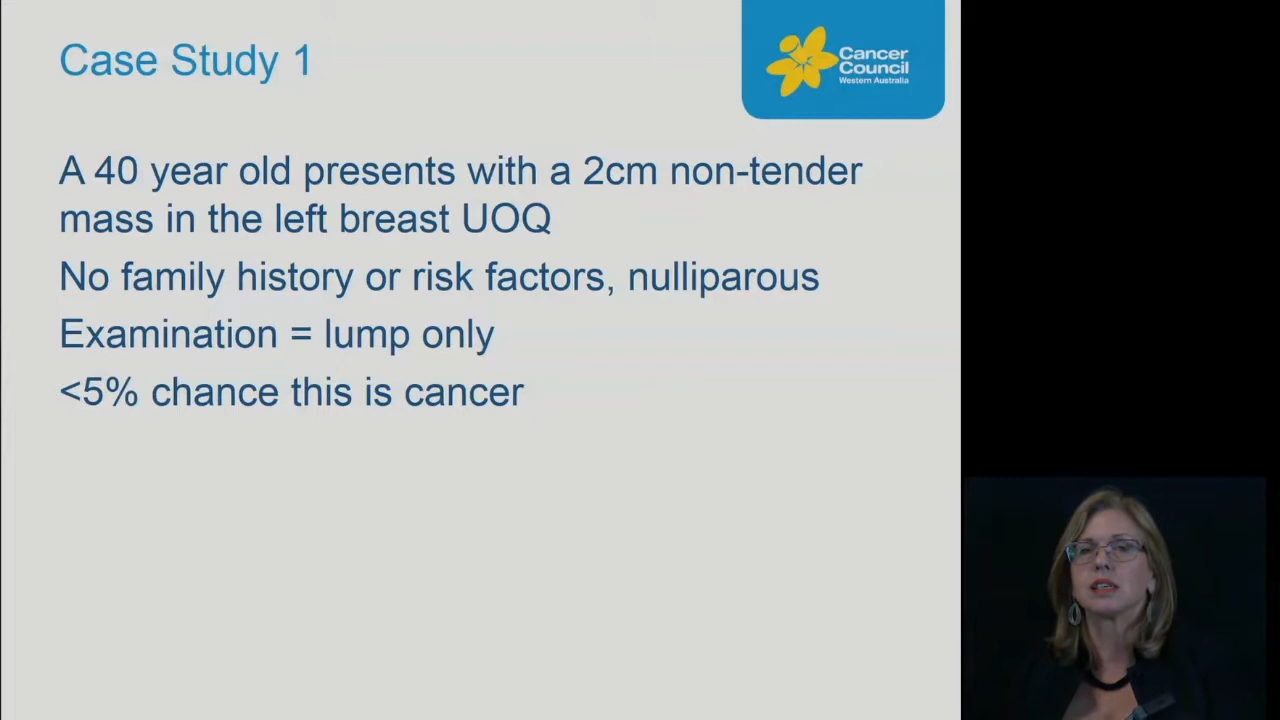 Case Study 1
Cancer
Council
Western Australia
A 40 year old presents with a 2cm non-tender
mass in the left breast UOQ
No family history or risk factors, nulliparous
Examination = lump only
<5% chance this is cancer